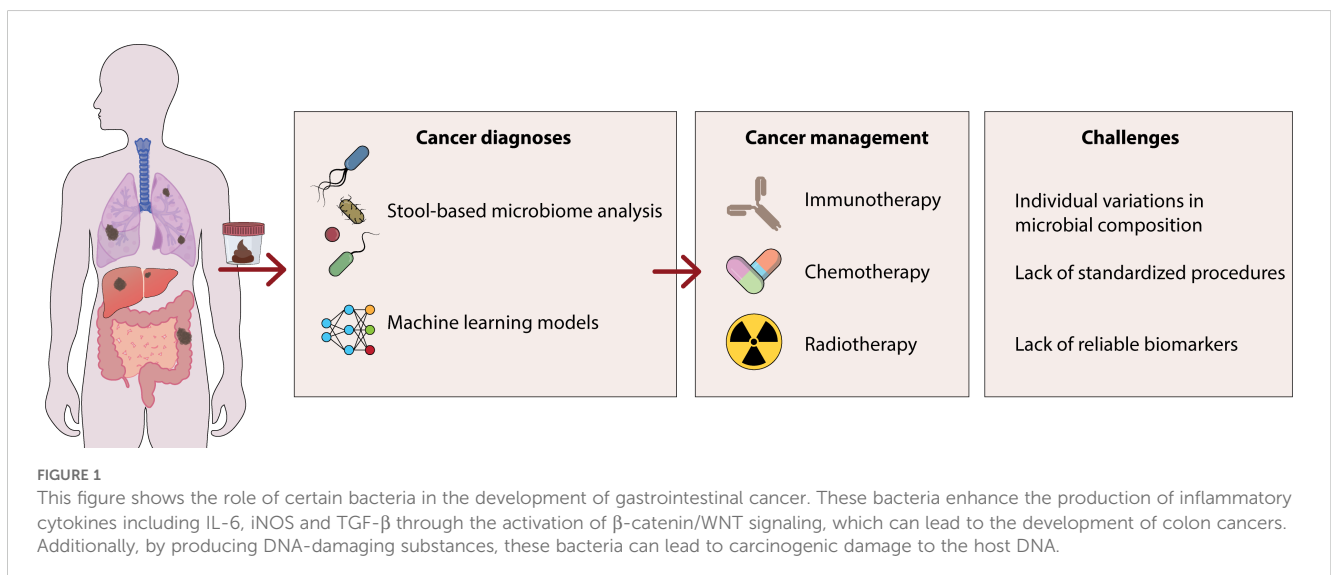 Cancer diagnoses
Stool-based microbiome analysis
Machine learning models
Cancer management
Immunotherapy
Chemotherapy
Radiotherapy
Challenges
Individual variations in
microbial composition
Lack of standardized procedures
Lack of reliable biomarkers
FIGURE 1
This figure shows the role of certain bacteria in the development of gastrointestinal cancer. These bacteria enhance the production of inflammatory
cytokines including IL-6, iNOS and TGF-β through the activation of β-catenin/WNT signaling, which can lead to the development of colon cancers.
Additionally, by producing DNA-damaging substances, these bacteria can lead to carcinogenic damage to the host DNA.